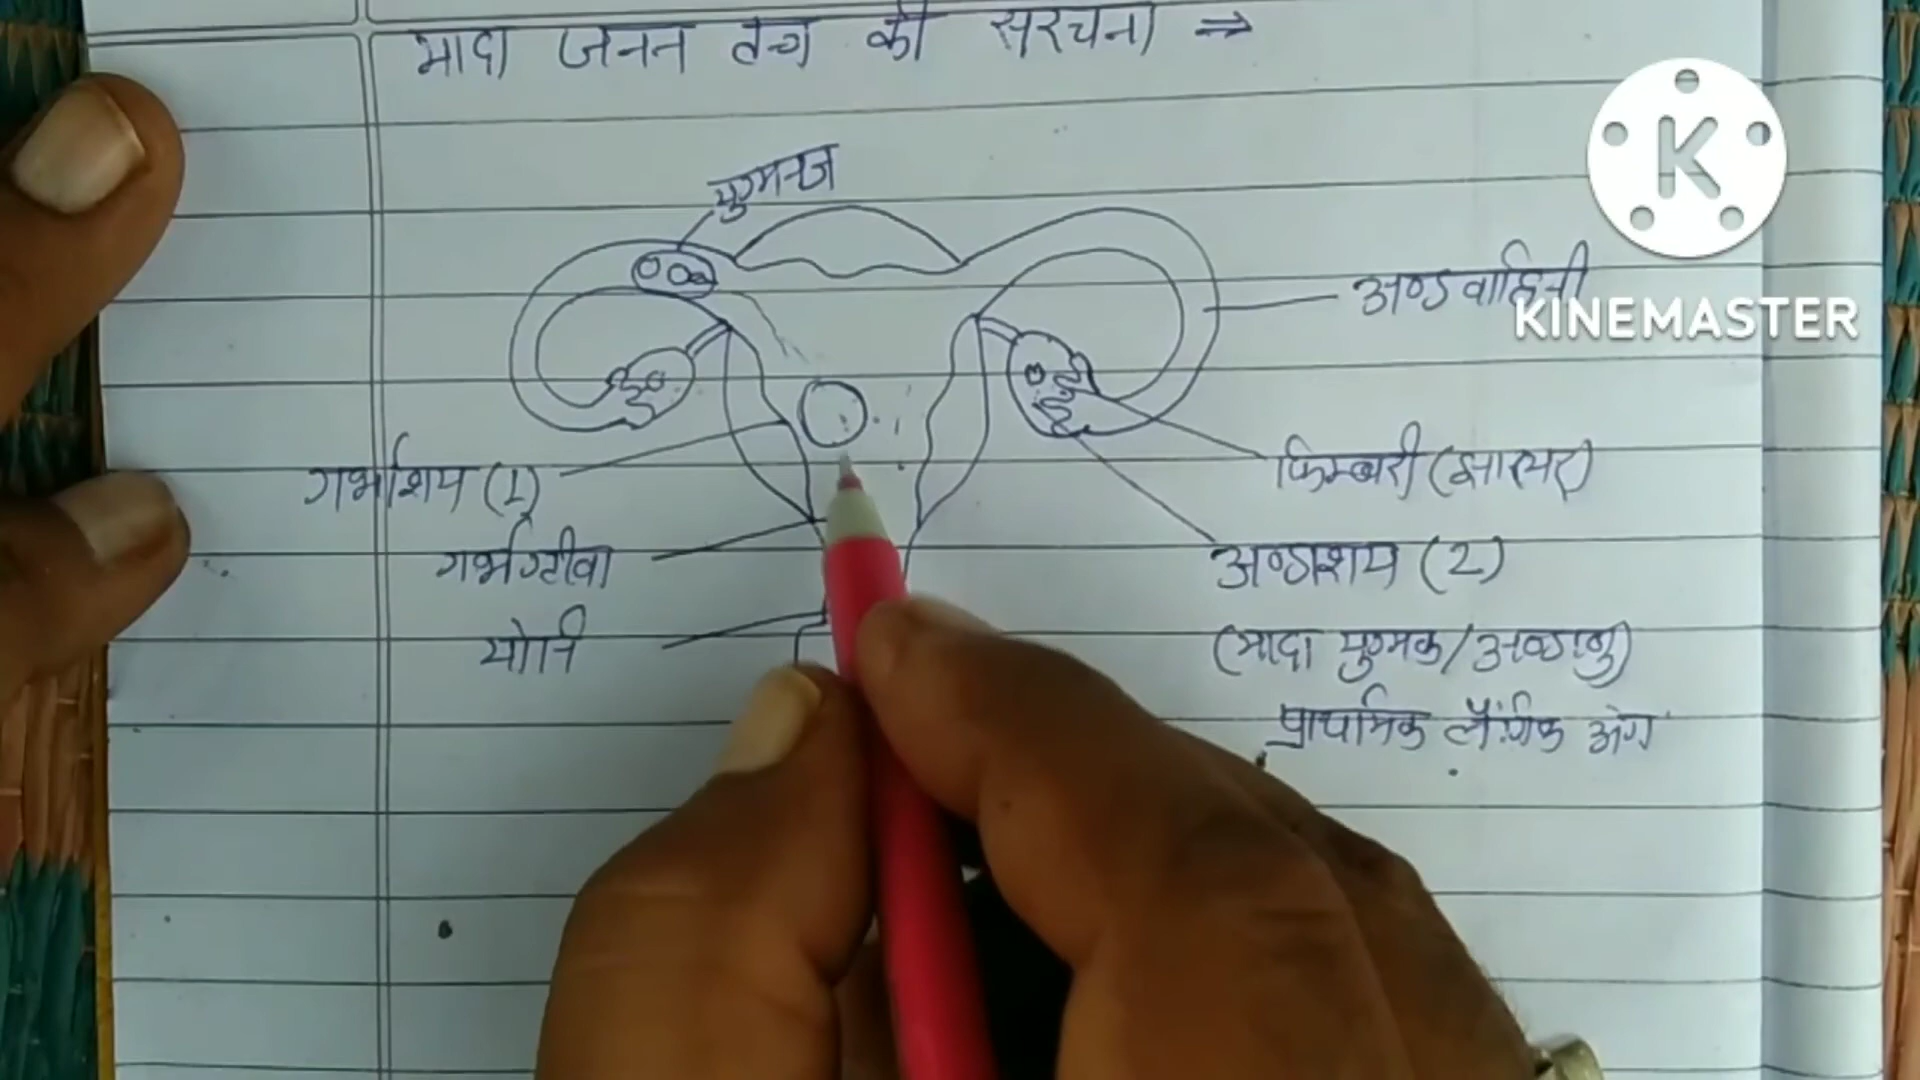 मादा जनन तन्त्र की संरचना ⇒
युग्मनज
अण्डवाहिनी
KINEMASTER
गर्भाशय (1)
फिम्बरी (झालर)
गर्भग्रीवा
अण्डाशय (2)
योनि
(मादा युग्मक/अण्डाणु)
प्राथमिक लैंगिक अंग